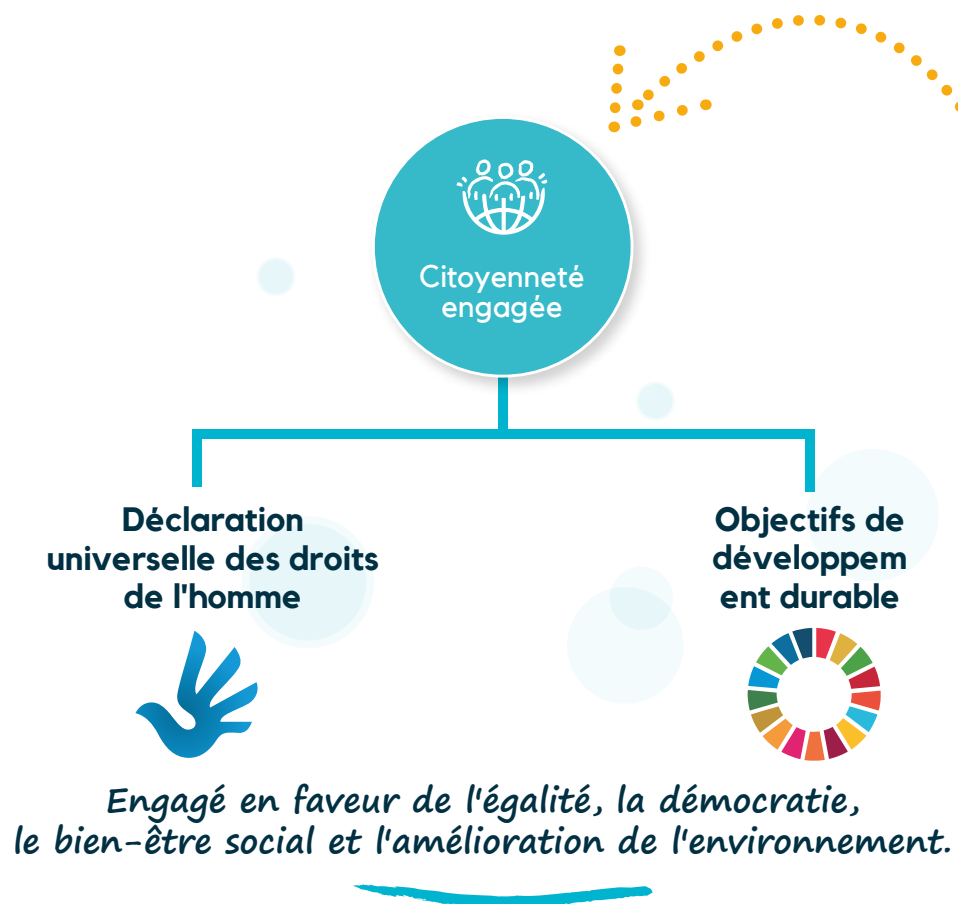 Citoyenneté
engagée
Déclaration
universelle des droits
de l'homme
Objectifs de
développem
ent durable
Engagé en faveur de l'égalité, la démocratie,
le bien-être social et l'amélioration de l'environnement.